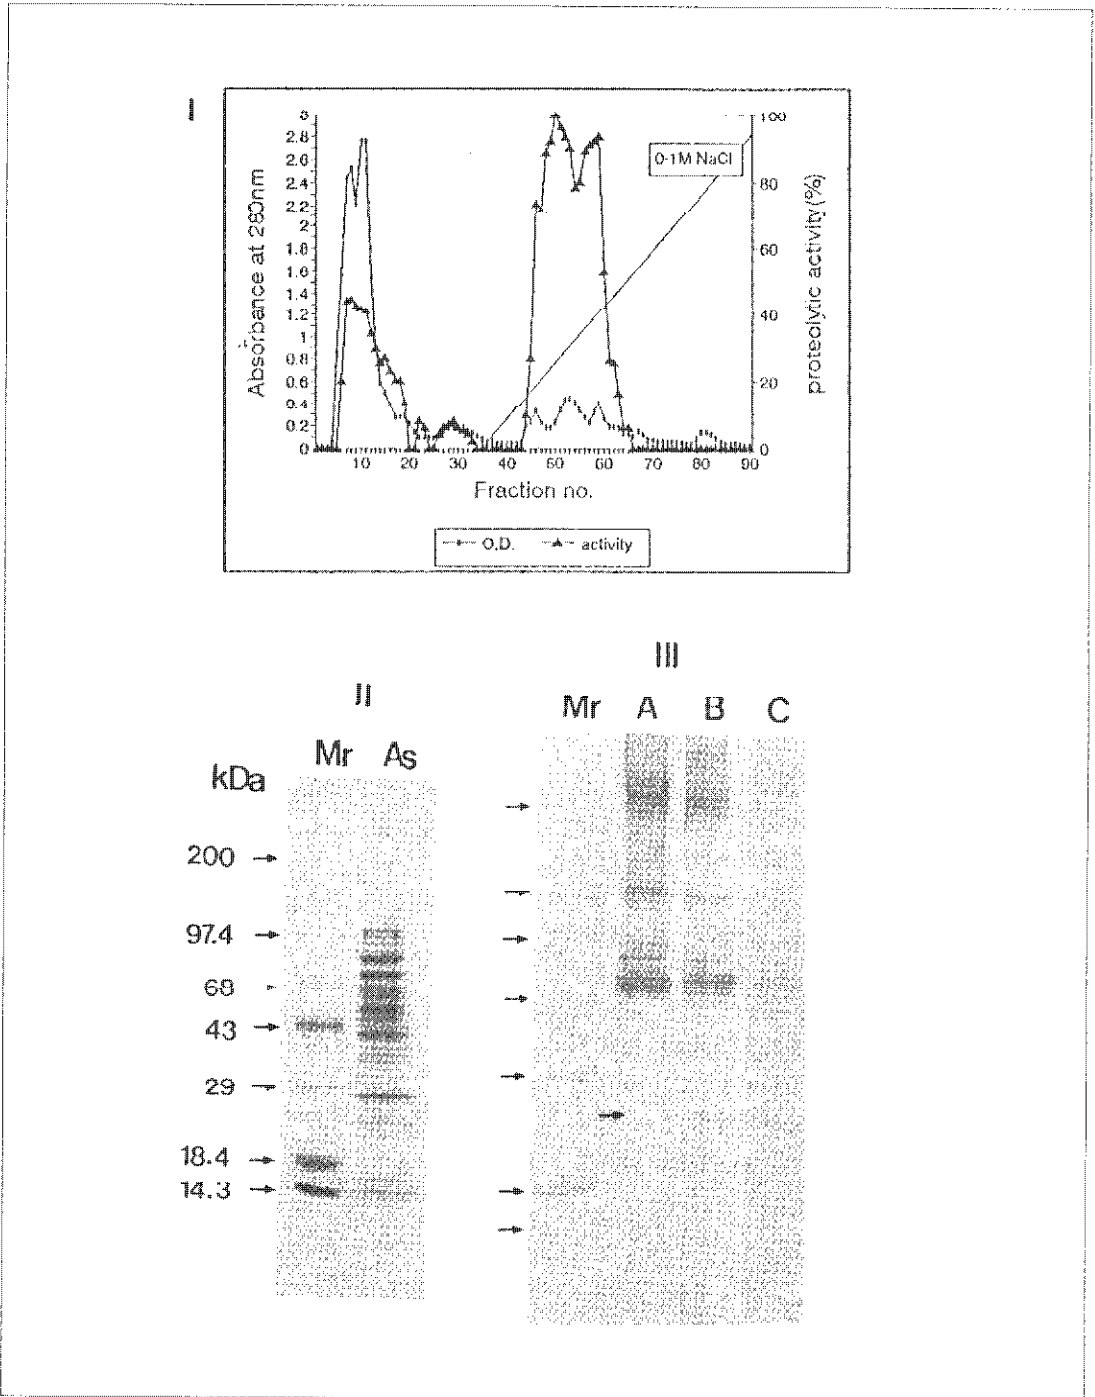 I
Absorbance at 280nm
3
2.8
2.6
2.4
2.2
2
1.8
1.6
1.4
1.2
1
0.8
0.6
0.4
0.2
0
100
80
60
40
20
0
proteolytic activity(%)
0-1M NaCl
10 20 30 40 50 60 70 80 90
Fraction no.
O.D. activity
II
Mr As
kDa
200
97.4
68
43
29
18.4
14.3
III
Mr A B C